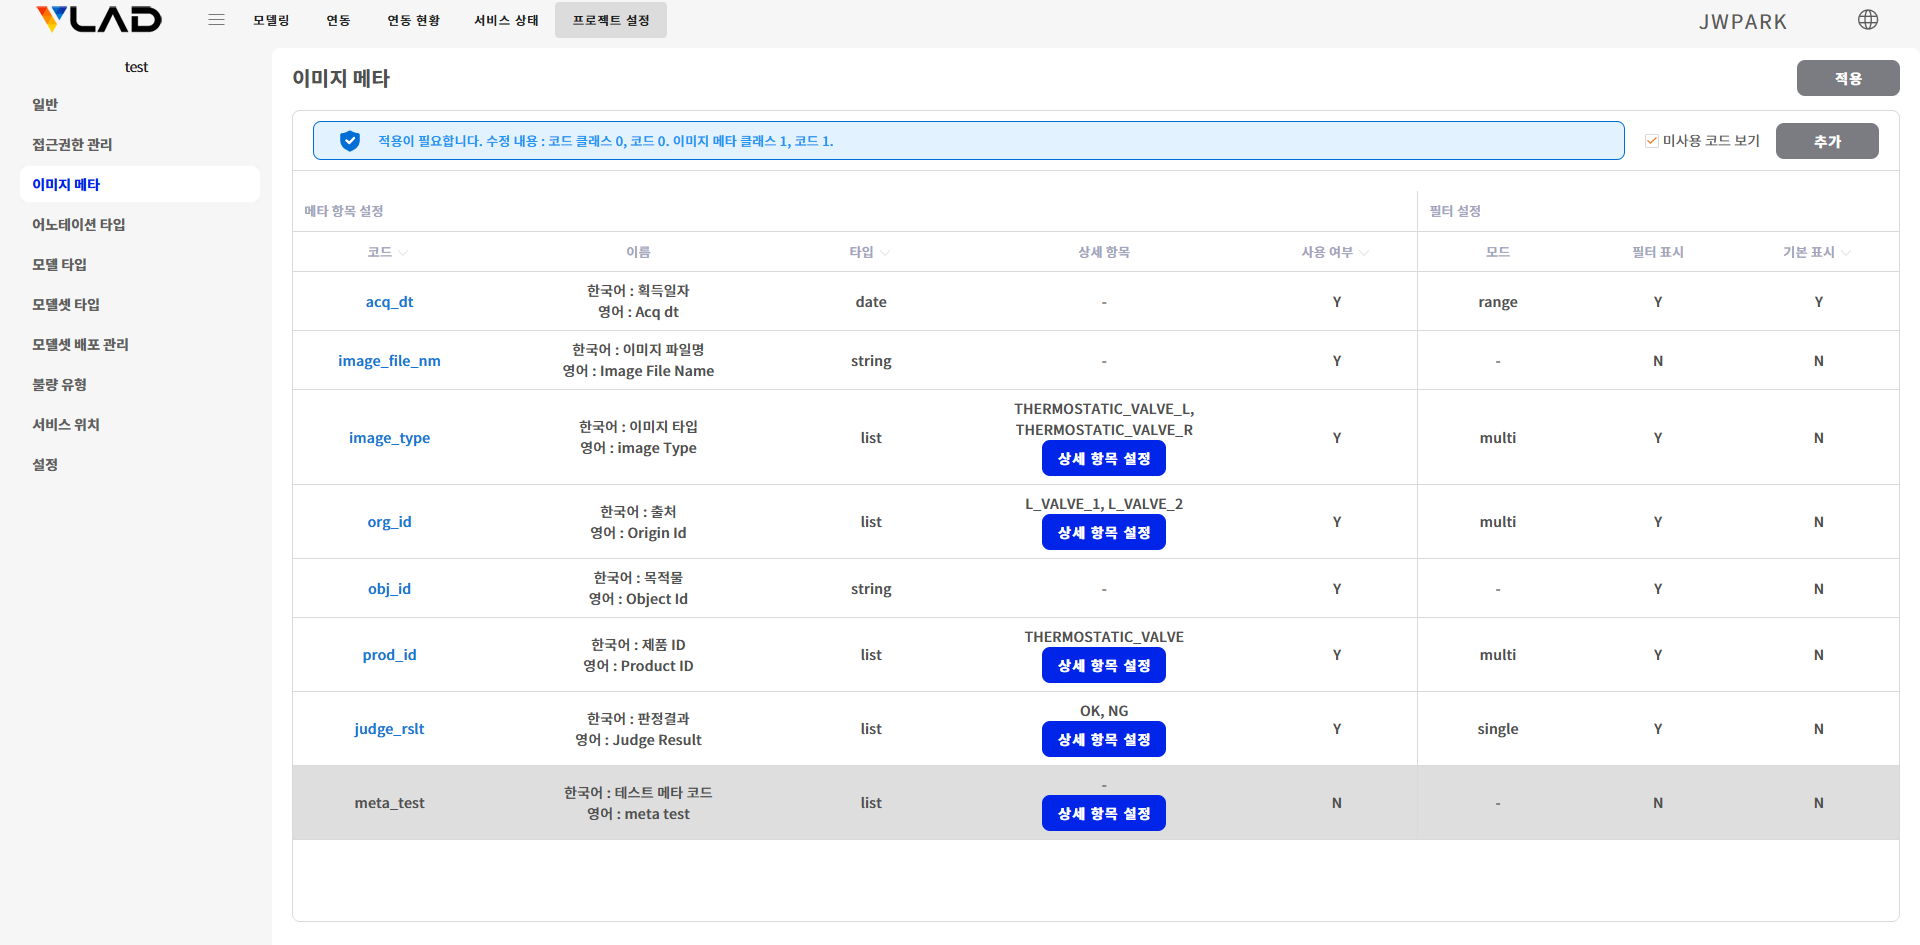 VLAD
모델링
연동
연동 현황
서비스 상태
프로젝트 설정
JWPARK
test
일반
접근권한 관리
이미지 메타
어노테이션 타입
모델 타입
모델셋 타입
모델셋 배포 관리
불량 유형
서비스 위치
설정
이미지 메타
적용
적용이 필요합니다. 수정 내용 : 코드 클래스 0, 코드 0. 이미지 메타 클래스 1, 코드 1.
미사용 코드 보기
추가
메타 항목 설정
필터 설정
코드 이름 타입 상세 항목 사용 여부 모드 필터 표시 기본 표시
한국어 : 획득일자
acq_dt date - Y range Y Y
영어 : Acq dt
한국어 : 이미지 파일명
image_file_nm string - Y - N N
영어 : Image File Name
THERMOSTATIC_VALVE_L,
THERMOSTATIC_VALVE_R
한국어 : 이미지 타입
image_type list Y multi Y N
영어 : image Type
상세 항목 설정
L_VALVE_1, L_VALVE_2
한국어 : 출처
org_id list Y multi Y N
영어 : Origin Id
상세 항목 설정
한국어 : 목적물
obj_id string - Y - Y N
영어 : Object Id
THERMOSTATIC_VALVE
한국어 : 제품 ID
prod_id list Y multi Y N
영어 : Product ID
상세 항목 설정
OK, NG
한국어 : 판정결과
judge_rslt list Y single Y N
영어 : Judge Result
상세 항목 설정
-
한국어 : 테스트 메타 코드
meta_test list N - N N
영어 : meta test
상세 항목 설정